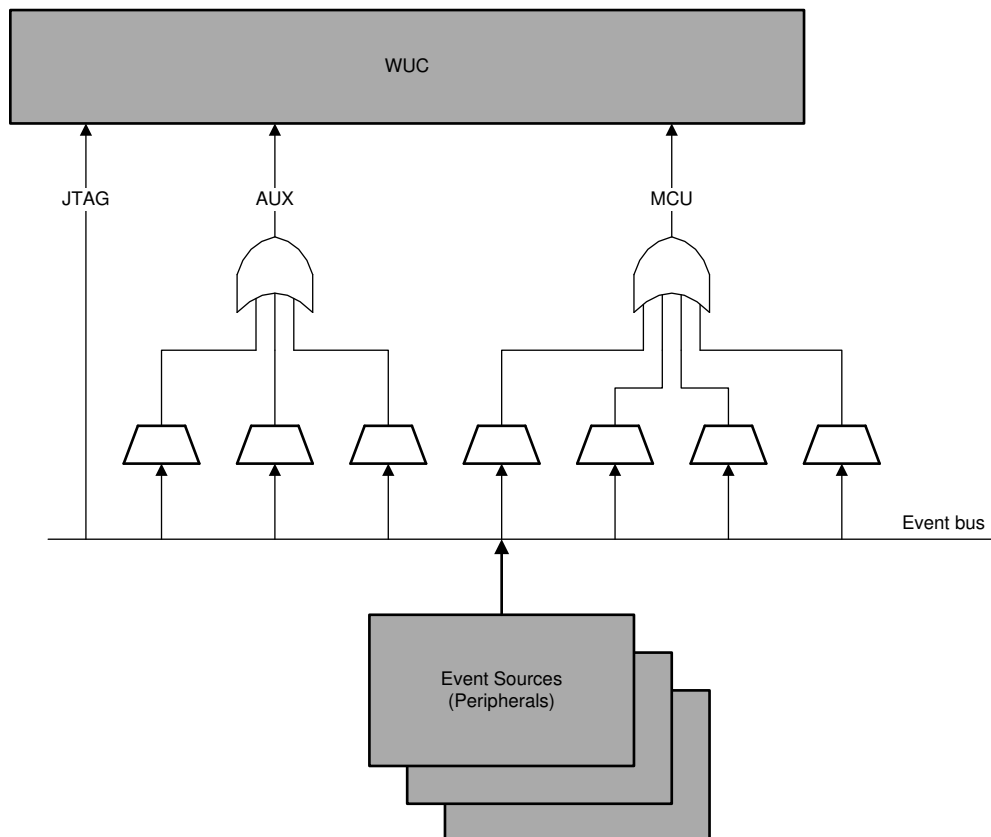 WUC
JTAG
AUX
MCU
Event bus
Event Sources
(Peripherals)